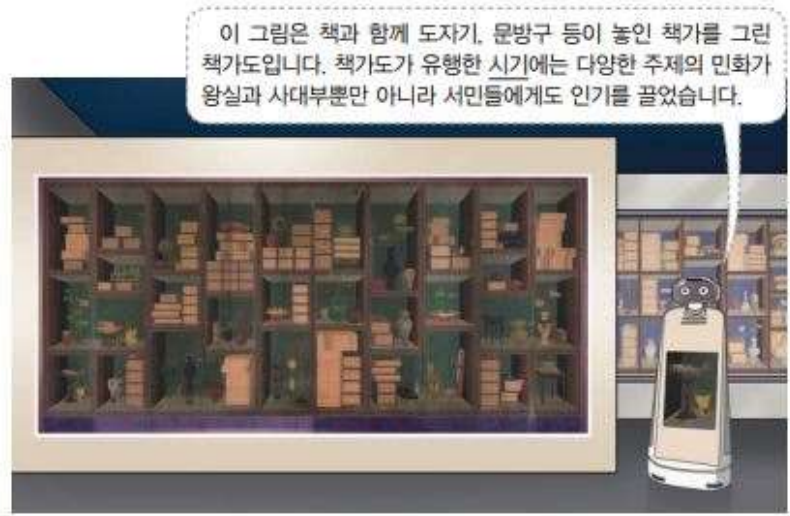 이 그림은 책과 함께 도자기, 문방구 등이 놓인 책가를 그린
책가도입니다. 책가도가 유행한 시기에는 다양한 주제의 민화가
왕실과 사대부뿐만 아니라 서민들에게도 인기를 끌었습니다.